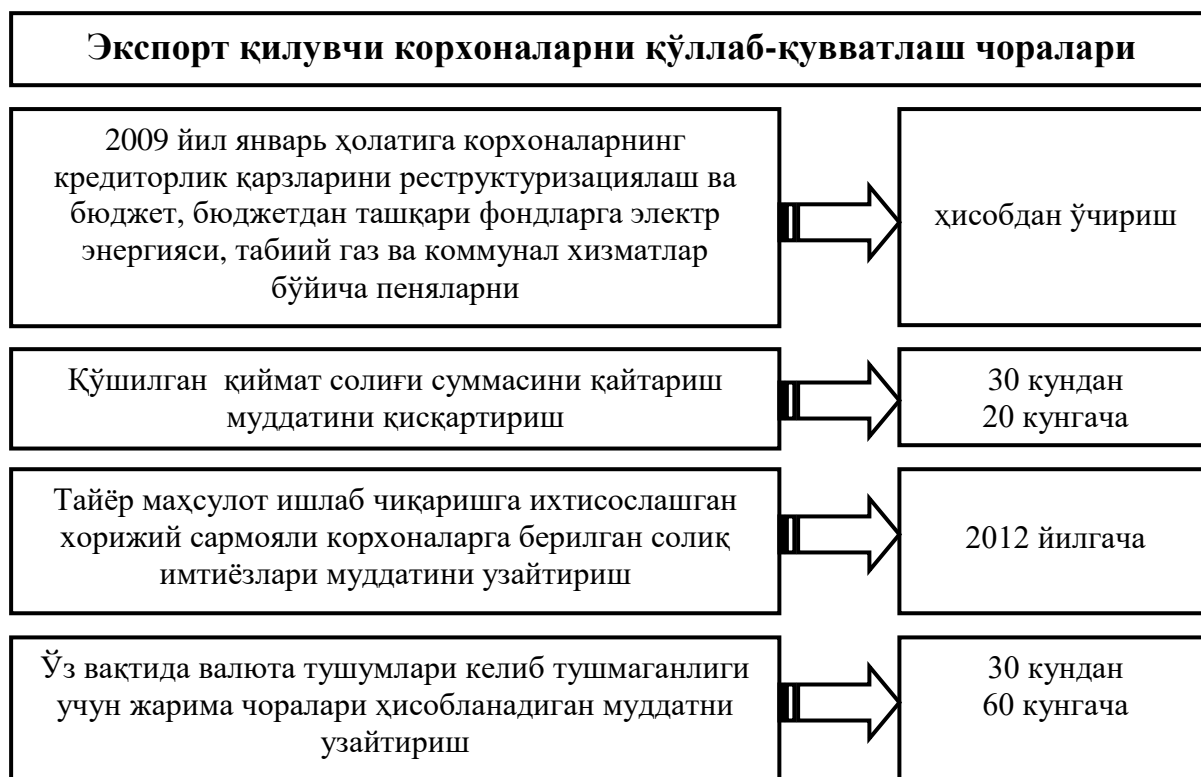 Экспорт қилувчи корхоналарни қўллаб-қувватлаш чоралари
2009 йил январь ҳолатига корхоналарнинг
кредиторлик қарзларини реструктуризациялаш ва
бюджет, бюджетдан ташқари фондларга электр
энергияси, табиий газ ва коммунал хизматлар
бўйича пеняларни
ҳисобдан ўчириш
Қўшилган қиймат солиғи суммасини қайтариш
муддатини қисқартириш
30 кундан
20 кунгача
Тайёр маҳсулот ишлаб чиқаришга ихтисослашган
хорижий сармояли корхоналарга берилган солиқ
имтиёзлари муддатини узайтириш
2012 йилгача
Ўз вақтида валюта тушумлари келиб тушмаганлиги
учун жарима чоралари ҳисобланадиган муддатни
узайтириш
30 кундан
60 кунгача